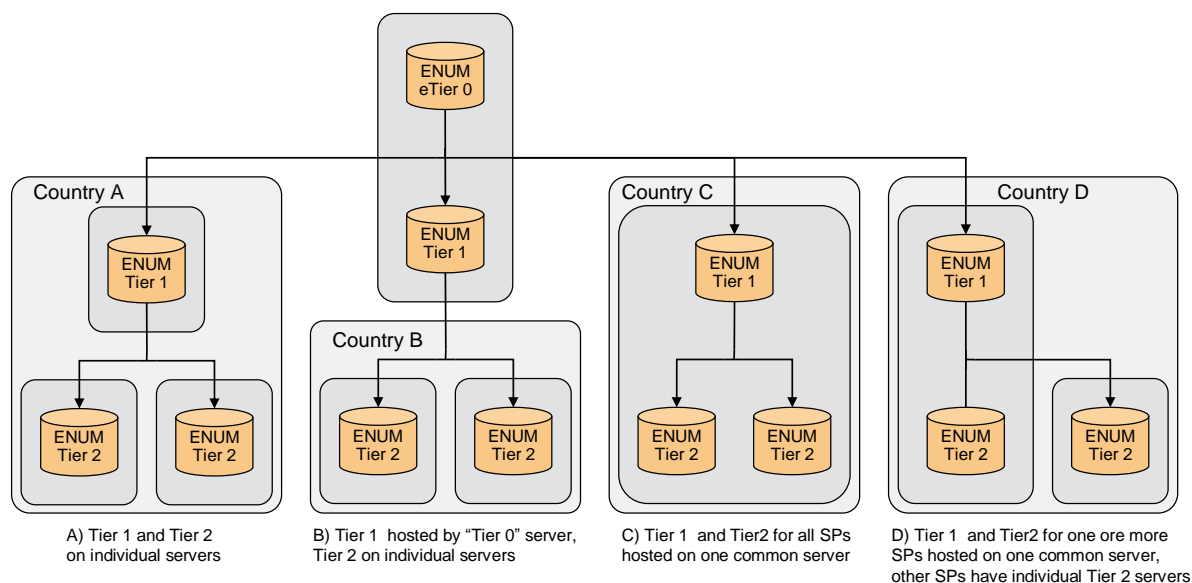 ENUM
eTier 0
Country A
ENUM
Tier 1
ENUM
Tier 2
ENUM
Tier 2
A) Tier 1 and Tier 2
on individual servers
ENUM
Tier 1
Country B
ENUM
Tier 2
ENUM
Tier 2
B) Tier 1 hosted by “Tier 0” server,
Tier 2 on individual servers
Country C
ENUM
Tier 1
ENUM
Tier 2
ENUM
Tier 2
C) Tier 1 and Tier2 for all SPs
hosted on one common server
Country D
ENUM
Tier 1
ENUM
Tier 2
ENUM
Tier 2
D) Tier 1 and Tier2 for one ore more
SPs hosted on one common server,
other SPs have individual Tier 2 servers